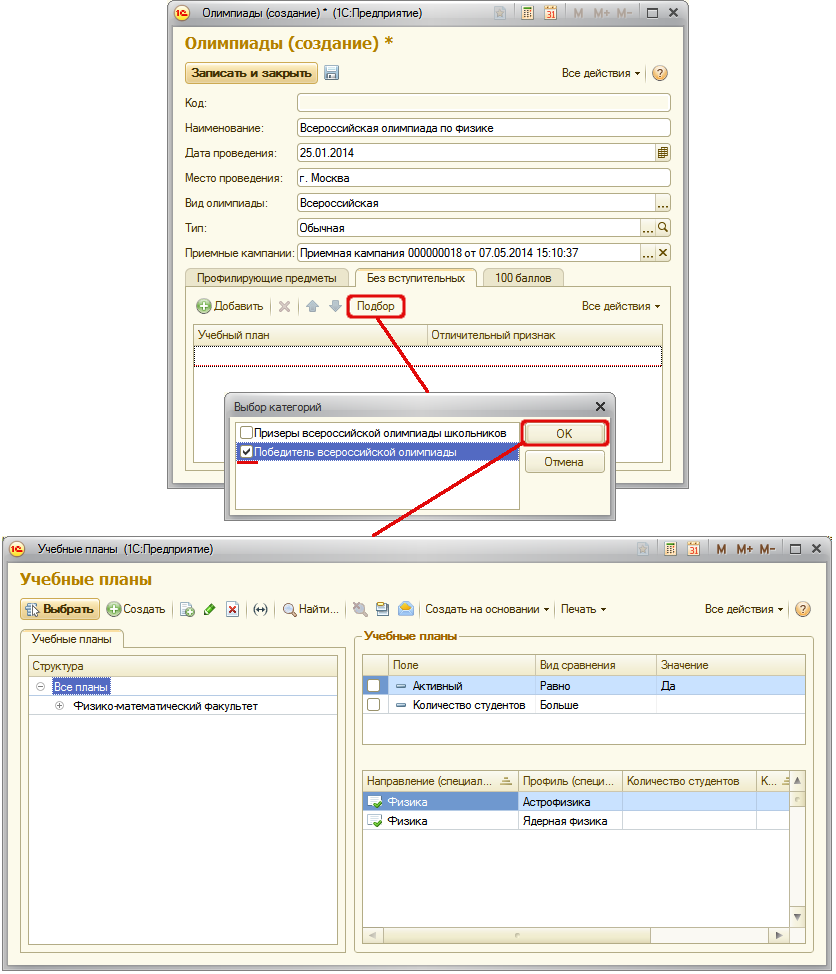 Олимпиады (создание) * (1С:Предприятие)
M M+ M-
Олимпиады (создание) *
Записать и закрыть
Все действия
Код:
Наименование: Всероссийская олимпиада по физике
Дата проведения: 25.01.2014
Место проведения: г. Москва
Вид олимпиады: Всероссийская ...
Тип: Обычная ...
Приемные кампании: Приемная кампания 000000018 от 07.05.2014 15:10:37 ...
Профилирующие предметы Без вступительных 100 баллов
Добавить Подбор Все действия
Учебный план Отличительный признак
Выбор категорий
Призеры всероссийской олимпиады школьников
OK
Победитель всероссийской олимпиады
Отмена
Учебные планы (1С:Предприятие)
31 M M+ M-
Учебные планы
Выбрать Создать Найти... Создать на основании Печать Все действия ?
Учебные планы
Структура
Все планы
Физико-математический факультет
Учебные планы
Поле Вид сравнения Значение
Активный Равно Да
Количество студентов Больше
Направление (специал... Профиль (специ... Количество студентов К...
Физика Астрофизика
Физика Ядерная физика